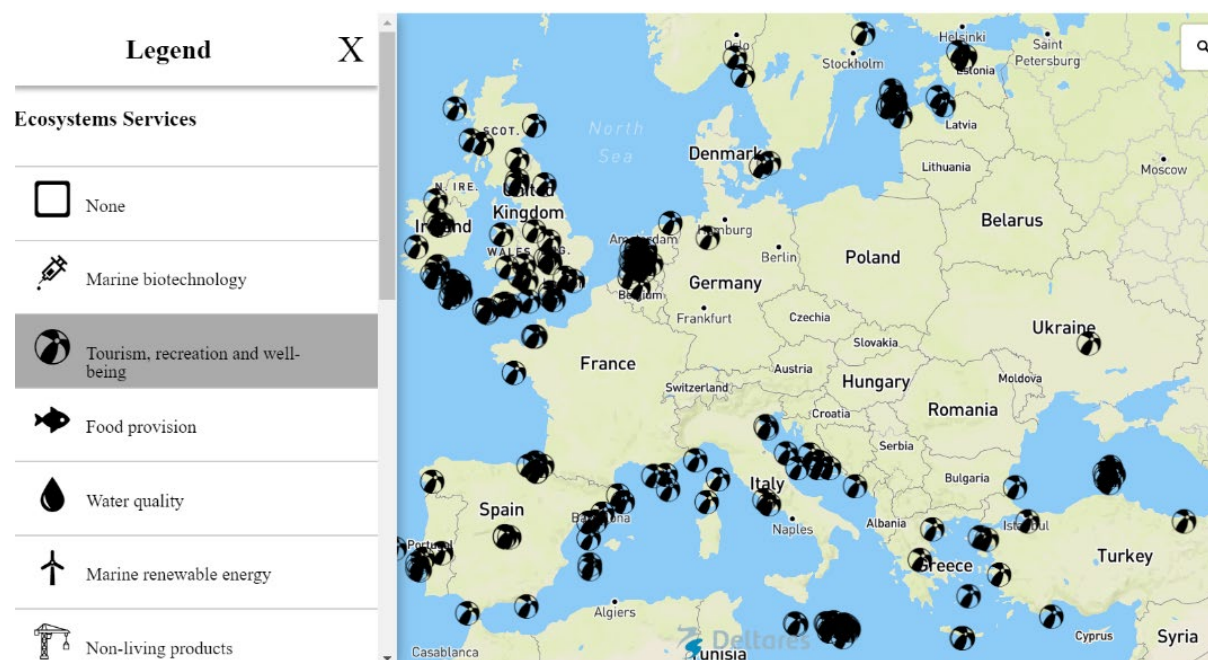 Legend X
Ecosystems Services
None
Marine biotechnology
Tourism, recreation and well-
being
Food provision
Water quality
Marine renewable energy
Non-living products
Oslo
Helsinki
Saint
Petersburg
Stockholm
Estonia
SCOT.
North
Sea
Latvia
Denmark
Lithuania
Moscow
N. IRE.
United
Kingdom
Ireland
Belarus
Hamburg
Amsterdam
WALES
Berlin
Poland
Germany
Belgium
Frankfurt
Czechia
Ukraine
Slovakia
France
Austria
Hungary
Moldova
Switzerland
Croatia
Romania
Serbia
Italy
Bulgaria
Spain
Barcelona
Naples
Albania
Istanbul
Portugal
Greece
Turkey
Algiers
Cyprus
Syria
Deltares
Tunisia
Casablanca